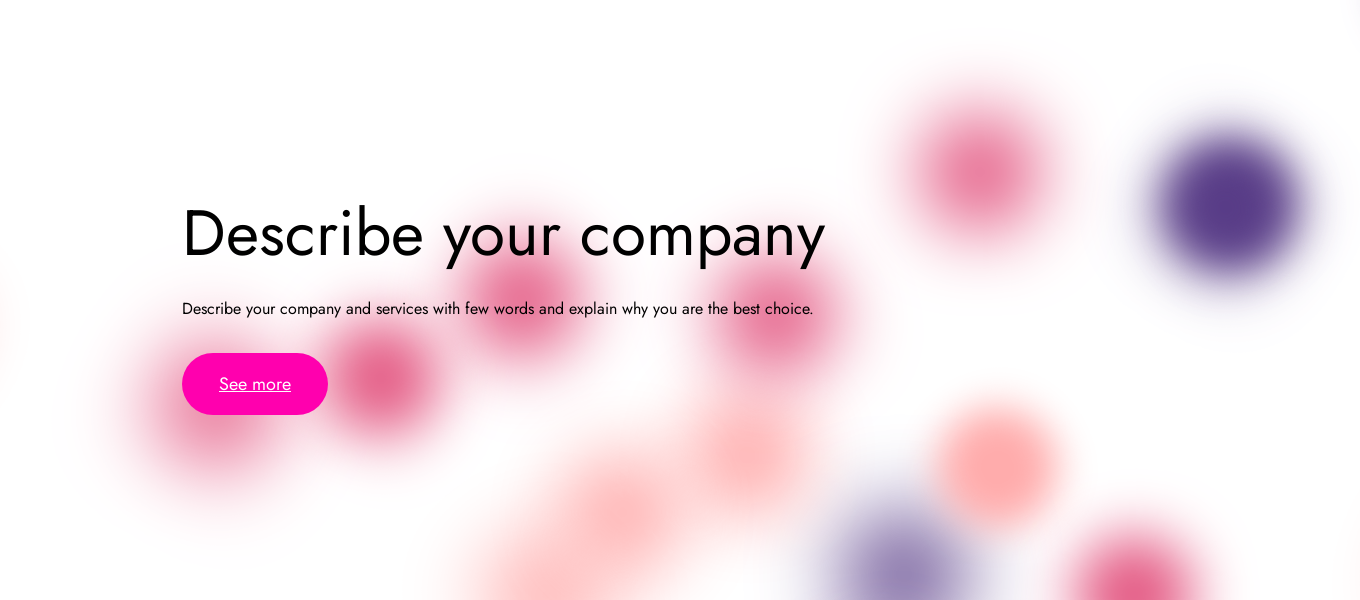 Describe your company
Describe your company and services with few words and explain why you are the best choice.
See more